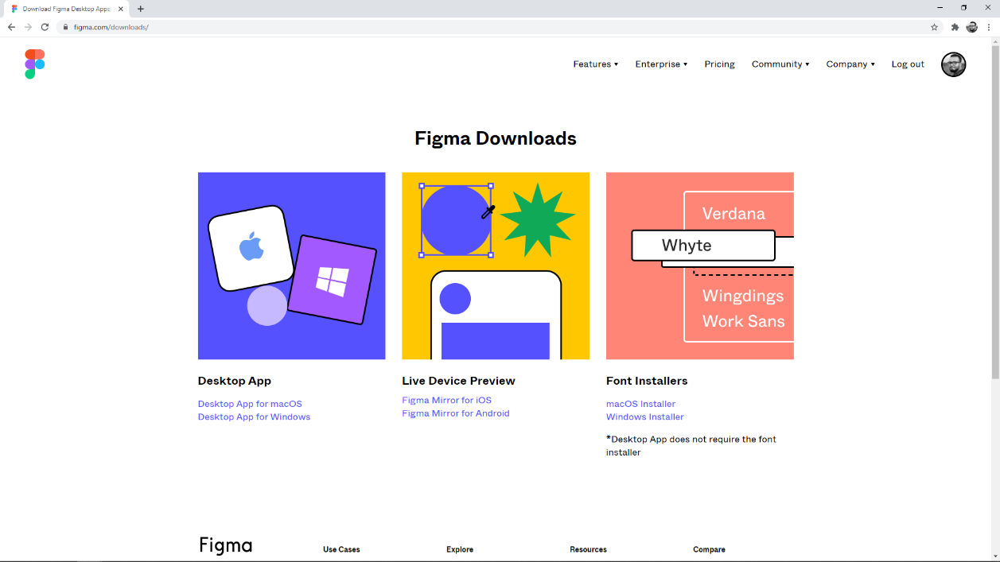 Download Figma Desktop Apps,
figma.com/downloads/
Features Enterprise Pricing Community Company Log out
Figma Downloads
Verdana
Whyte
Wingdings
Work Sans
Desktop App
Desktop App for macOS
Desktop App for Windows
Live Device Preview
Figma Mirror for iOS
Figma Mirror for Android
Font Installers
macOS Installer
Windows Installer
*Desktop App does not require the font
installer
Figma
Use Cases Explore Resources Compare